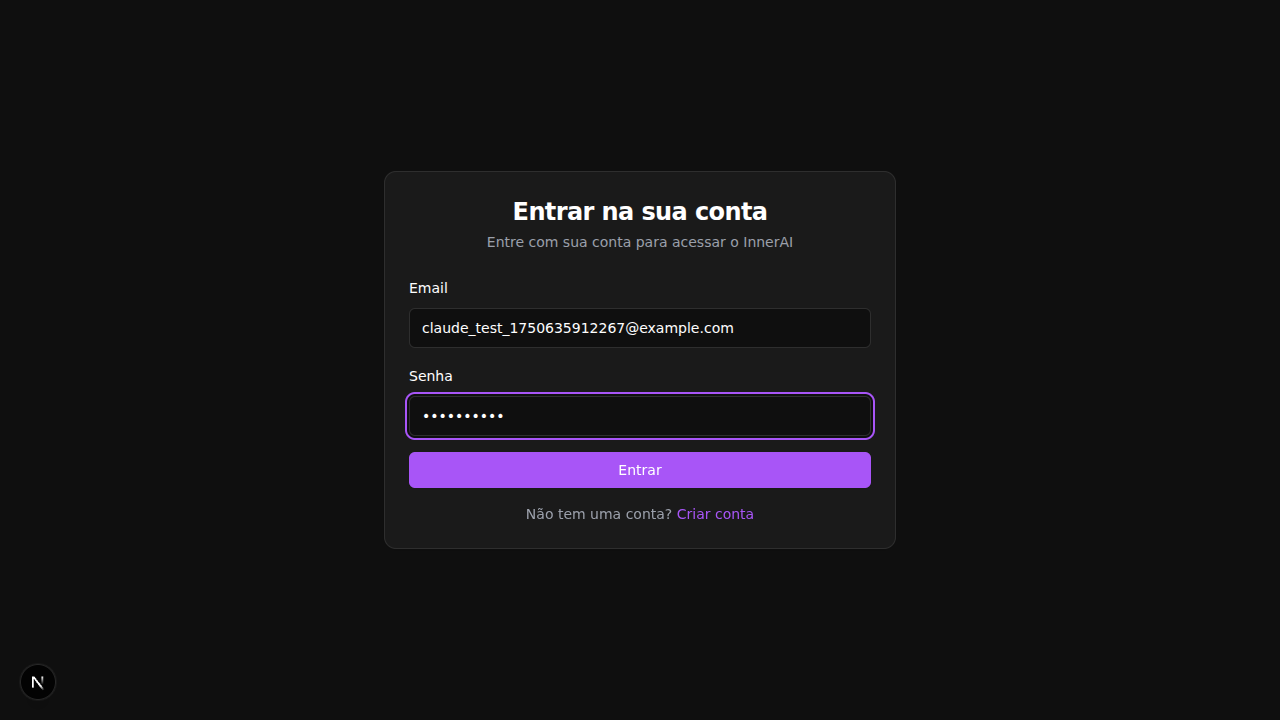 Entrar na sua conta
Entre com sua conta para acessar o InnerAI
Email
claude_test_1750635912267@example.com
Senha
••••••••••
Entrar
Não tem uma conta? Criar conta
N